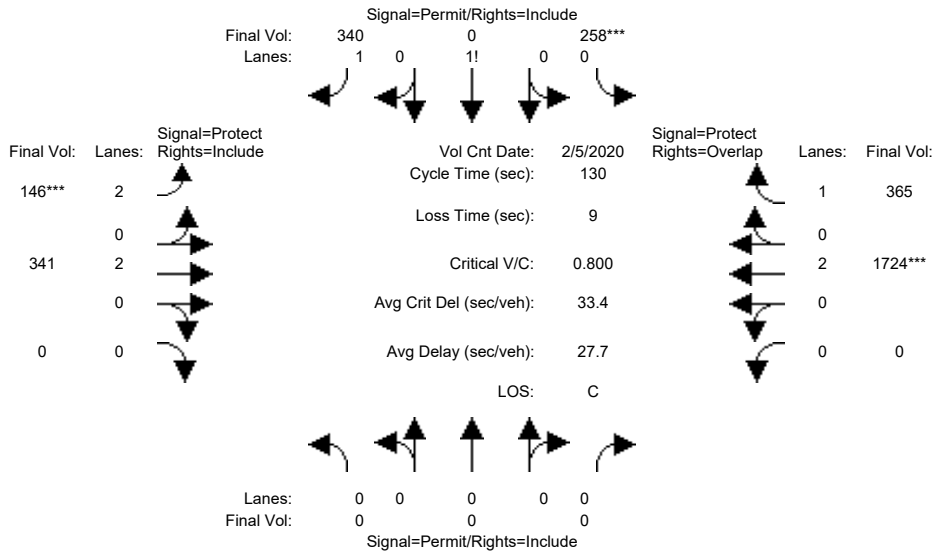 Signal=Permit/Rights=Include
Final Vol: 340 0 258***
Lanes: 1 0 1! 0 0
Signal=Protect
Final Vol: Lanes: Rights=Include
Vol Cnt Date: 2/5/2020
Signal=Protect
Rights=Overlap Lanes: Final Vol:
Cycle Time (sec): 130
146*** 2
1 365
Loss Time (sec): 9
0
0
341 2
Critical V/C: 0.800
2 1724***
0
Avg Crit Del (sec/veh): 33.4
0
0 0
Avg Delay (sec/veh): 27.7
0 0
LOS: C
Lanes: 0 0 0 0 0
Final Vol: 0 0 0
Signal=Permit/Rights=Include